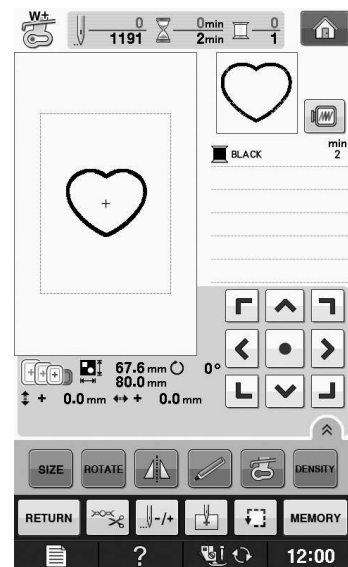 W±
0 0min 0
1191 2min 1
min
BLACK 2
67.6 mm 0°
80.0 mm
+ 0.0 mm + 0.0 mm
SIZE ROTATE DENSITY
RETURN -/+ MEMORY
? 12:00